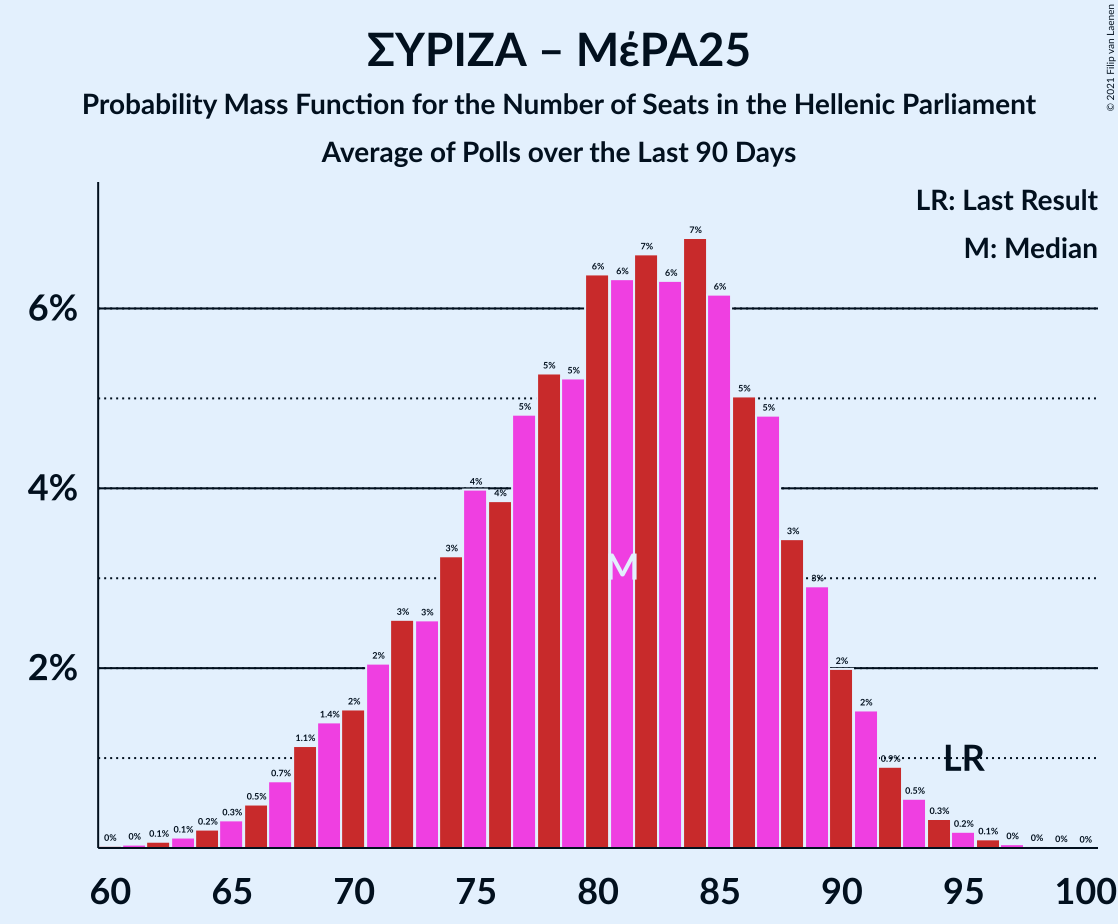 ΣΥΡΙΖΑ – ΜέΡΑ25
Probability Mass Function for the Number of Seats in the Hellenic Parliament
Average of Polls over the Last 90 Days
© 2021 Filip van Laenen
LR: Last Result
M: Median
6%
4%
2%
0% 0% 0.1% 0.1% 0.2% 0.3% 0.5% 0.7% 1.1% 1.4% 2% 2% 3% 3% 3% 4% 4% 5% 5% 5% 6% 6% 7% 6% 7% 6% 5% 5% 3% 3% 2% 2% 0.9% 0.5% 0.3% 0.2% 0.1% 0% 0% 0% 0%
M
LR
60 65 70 75 80 85 90 95 100